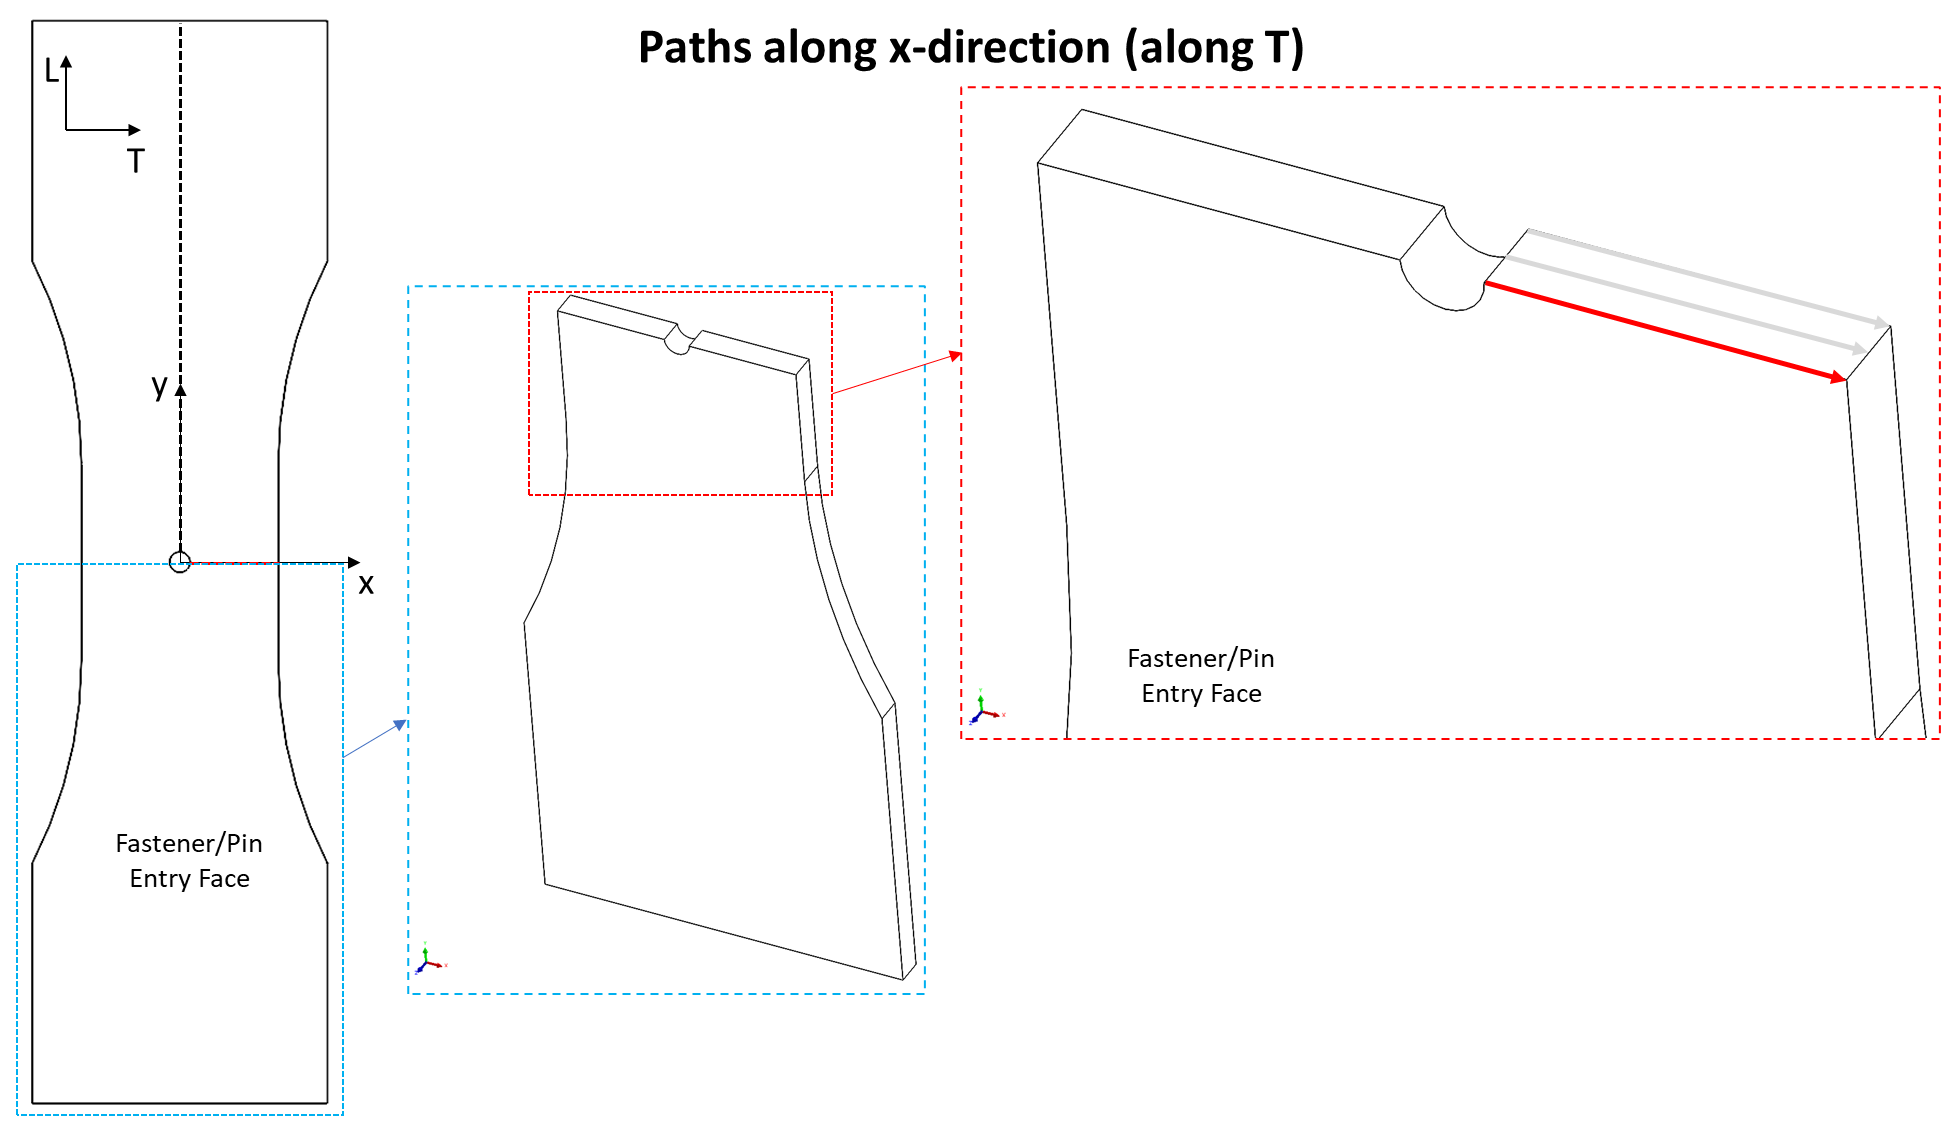 Paths along x-direction (along T)
L
T
y
x
Fastener/Pin
Entry Face
Fastener/Pin
Entry Face